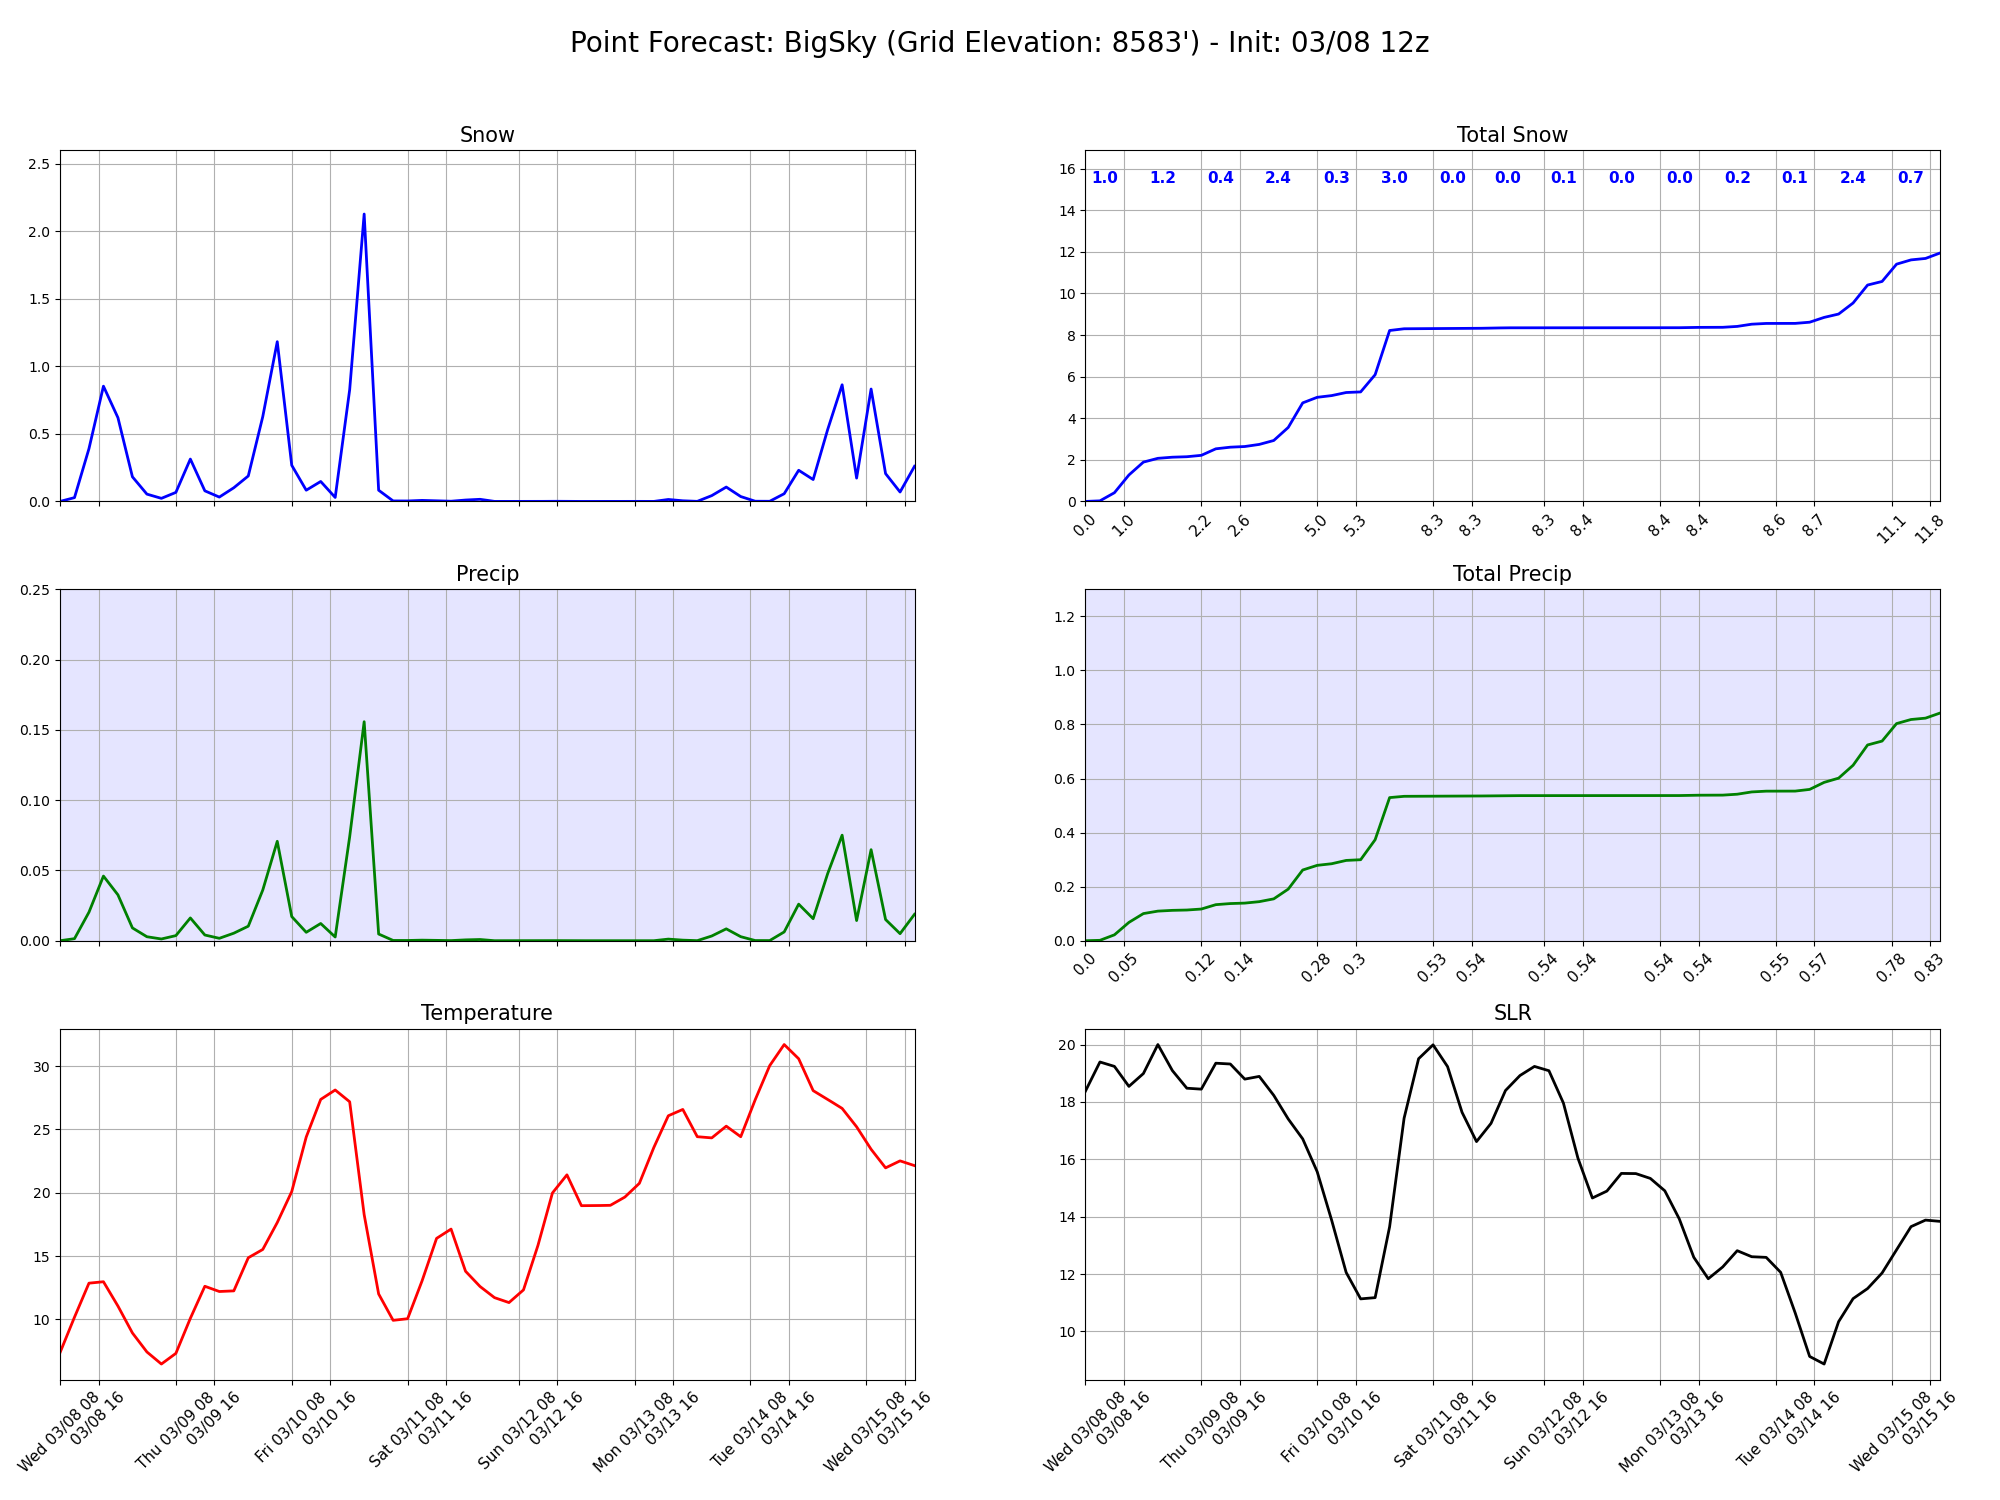 Point Forecast: BigSky (Grid Elevation: 8583') - Init: 03/08 12z
Snow
2.5
2.0
1.5
1.0
0.5
0.0
Total Snow
16
14
12
10
8
6
4
2
0
1.0 1.2 0.4 2.4 0.3 3.0 0.0 0.0 0.1 0.0 0.0 0.2 0.1 2.4 0.7
0.0 1.0 2.2 2.6 5.0 5.3 8.3 8.3 8.3 8.4 8.4 8.4 8.6 8.7 11.1 11.8
Precip
0.25
0.20
0.15
0.10
0.05
0.00
Total Precip
1.2
1.0
0.8
0.6
0.4
0.2
0.0
0.0 0.05 0.12 0.14 0.28 0.3 0.53 0.54 0.54 0.54 0.54 0.54 0.55 0.57 0.78 0.83
Temperature
30
25
20
15
10
Wed 03/08 08
03/08 16
Thu 03/09 08
03/09 16
Fri 03/10 08
03/10 16
Sat 03/11 08
03/11 16
Sun 03/12 08
03/12 16
Mon 03/13 08
03/13 16
Tue 03/14 08
03/14 16
Wed 03/15 08
03/15 16
SLR
20
18
16
14
12
10
Wed 03/08 08
03/08 16
Thu 03/09 08
03/09 16
Fri 03/10 08
03/10 16
Sat 03/11 08
03/11 16
Sun 03/12 08
03/12 16
Mon 03/13 08
03/13 16
Tue 03/14 08
03/14 16
Wed 03/15 08
03/15 16